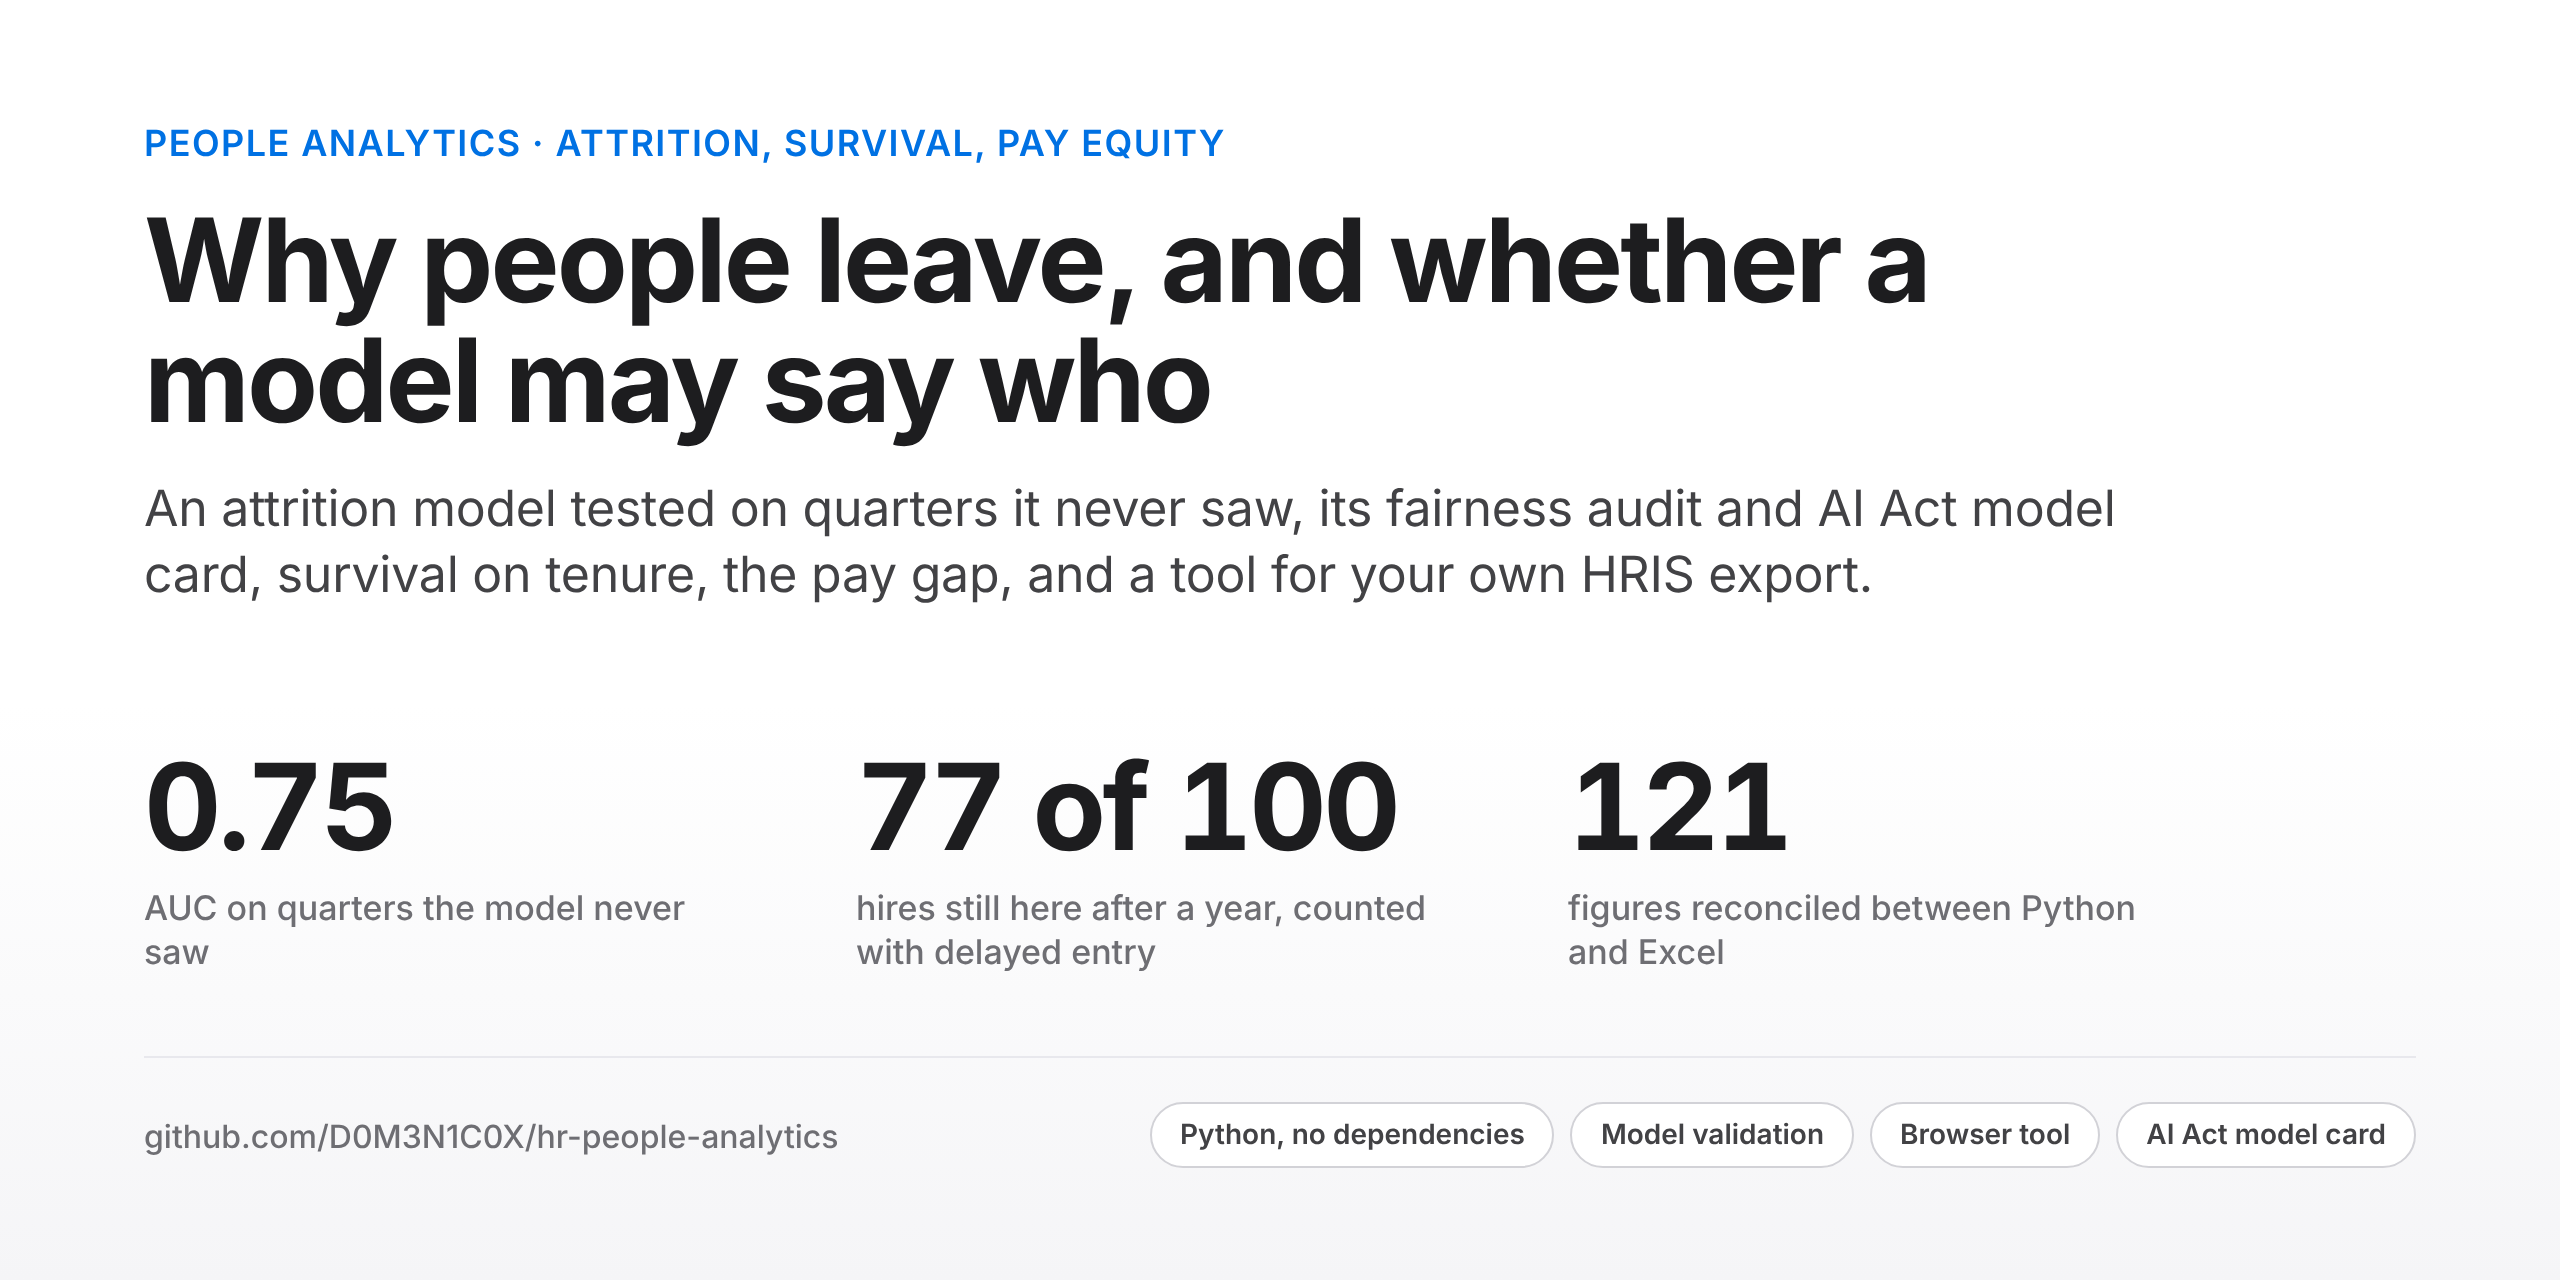 PEOPLE ANALYTICS · ATTRITION, SURVIVAL, PAY EQUITY
Why people leave, and whether a
model may say who
An attrition model tested on quarters it never saw, its fairness audit and AI Act model
card, survival on tenure, the pay gap, and a tool for your own HRIS export.
0.75
AUC on quarters the model never
saw
77 of 100
hires still here after a year, counted
with delayed entry
121
figures reconciled between Python
and Excel
github.com/D0M3N1C0X/hr-people-analytics
Python, no dependencies
Model validation
Browser tool
AI Act model card